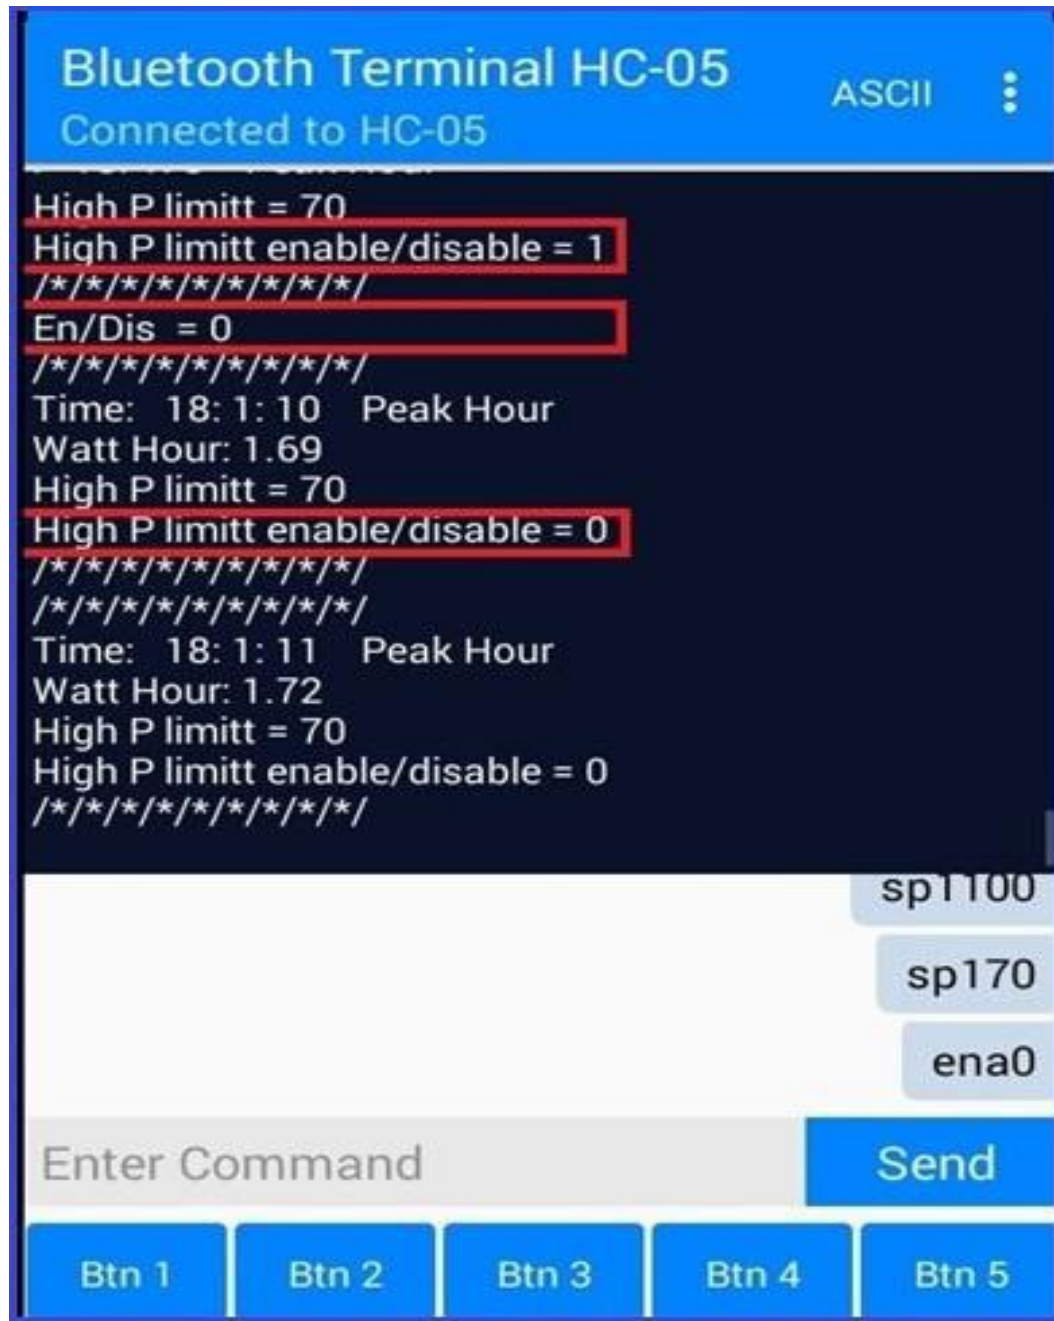 Bluetooth Terminal HC-05
ASCII
Connected to HC-05
High P limitt = 70
High P limitt enable/disable = 1
/*/*/*/*/*/*/*/*/*/
En/Dis  = 0
/*/*/*/*/*/*/*/*/*/
Time:   18: 1: 10    Peak Hour
Watt Hour: 1.69
High P limitt = 70
High P limitt enable/disable = 0
/*/*/*/*/*/*/*/*/*/
/*/*/*/*/*/*/*/*/*/
Time:   18: 1: 11    Peak Hour
Watt Hour: 1.72
High P limitt = 70
High P limitt enable/disable = 0
/*/*/*/*/*/*/*/*/*/
sp1100
sp170
ena0
Enter Command
Send
Btn 1
Btn 2
Btn 3
Btn 4
Btn 5